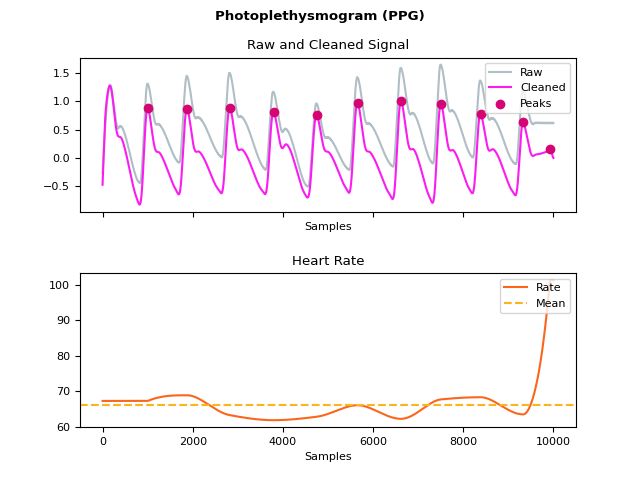 Photoplethysmogram (PPG)
Raw and Cleaned Signal
1.5
1.0
0.5
0.0
−0.5
Raw
Cleaned
Peaks
Samples
Heart Rate
100
90
80
70
60
Rate
Mean
0 2000 4000 6000 8000 10000
Samples